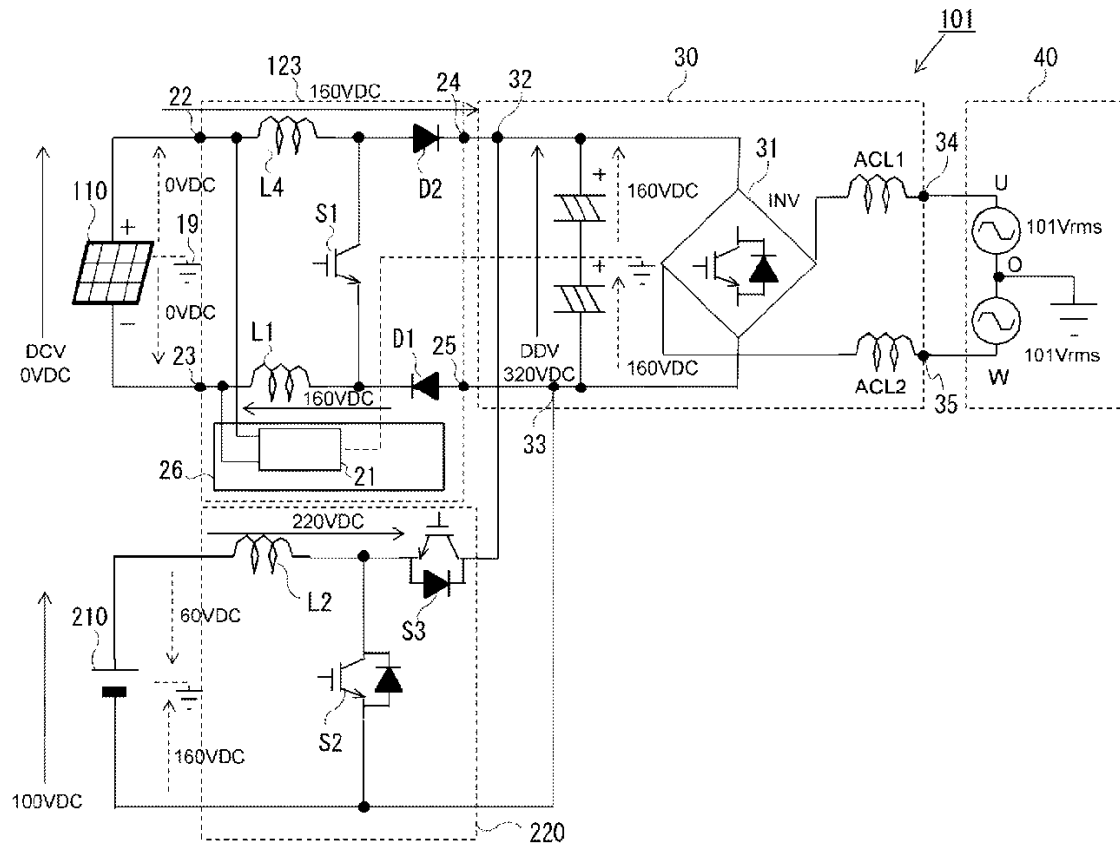 101
123
30
40
160VDC
24
32
22
31
ACL1
34
L4
D2
0VDC
+
160VDC
INV
U
110
+
S1
101Vrms
19
O
+
−
0VDC
L1
D1
25
DDV
320VDC
160VDC
DCV
0VDC
23
101Vrms
ACL2
W
35
160VDC
33
26
21
220VDC
L2
S3
210
60VDC
S2
160VDC
100VDC
220